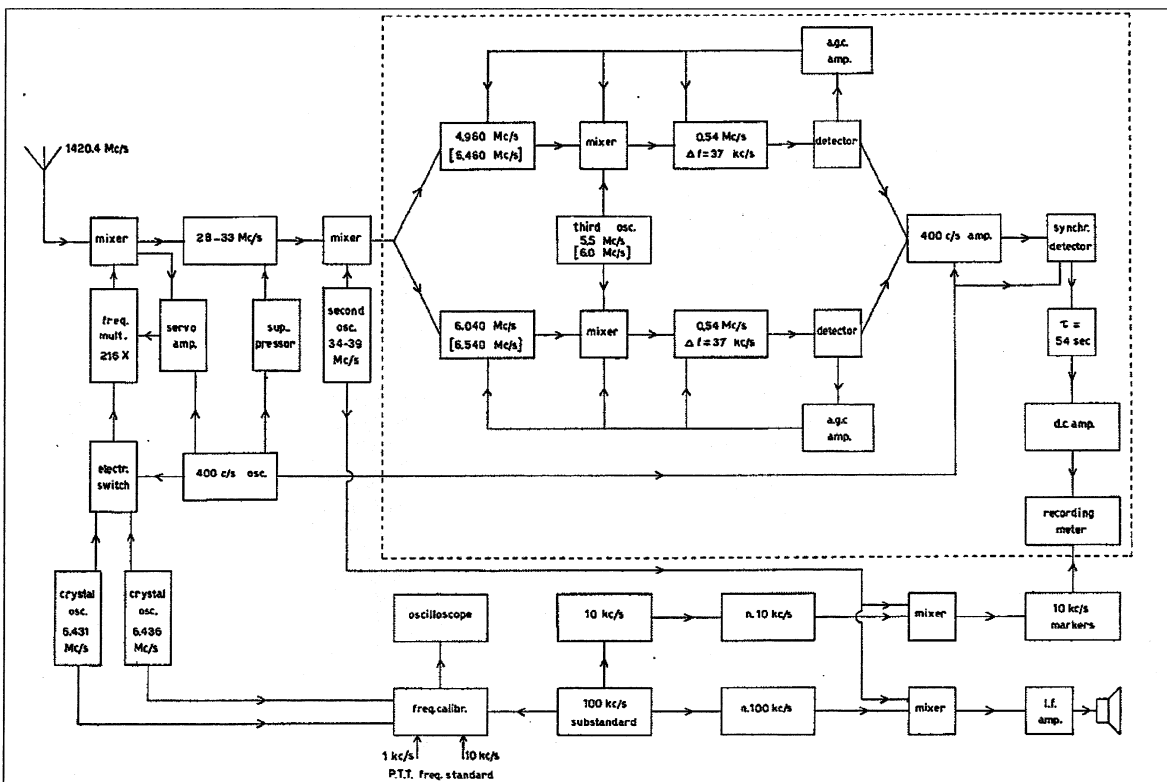 1420.4 Mc/s
mixer
28-33 Mc/s
mixer
freq.
mult.
216 X
servo
amp.
sup-
pressor
second
osc.
34-39
Mc/s
electr.
switch
400 c/s osc.
crystal
osc.
6.431
Mc/s
crystal
osc.
6.436
Mc/s
a.g.c.
amp.
4.960 Mc/s
[5.460 Mc/s]
mixer
0.54 Mc/s
Δf = 37 kc/s
detector
third osc.
5.5 Mc/s
[6.0 Mc/s]
6.040 Mc/s
[6.540 Mc/s]
mixer
0.54 Mc/s
Δf = 37 kc/s
detector
a.g.c
amp.
400 c/s amp.
synchr.
detector
τ =
54 sec
d.c. amp.
recording
meter
oscilloscope
10 kc/s
n.10 kc/s
mixer
10 kc/s
markers
freq.calibr.
100 kc/s
substandard
n.100 kc/s
mixer
l.f.
amp.
1 kc/s
10 kc/s
P.T.T. freq. standard